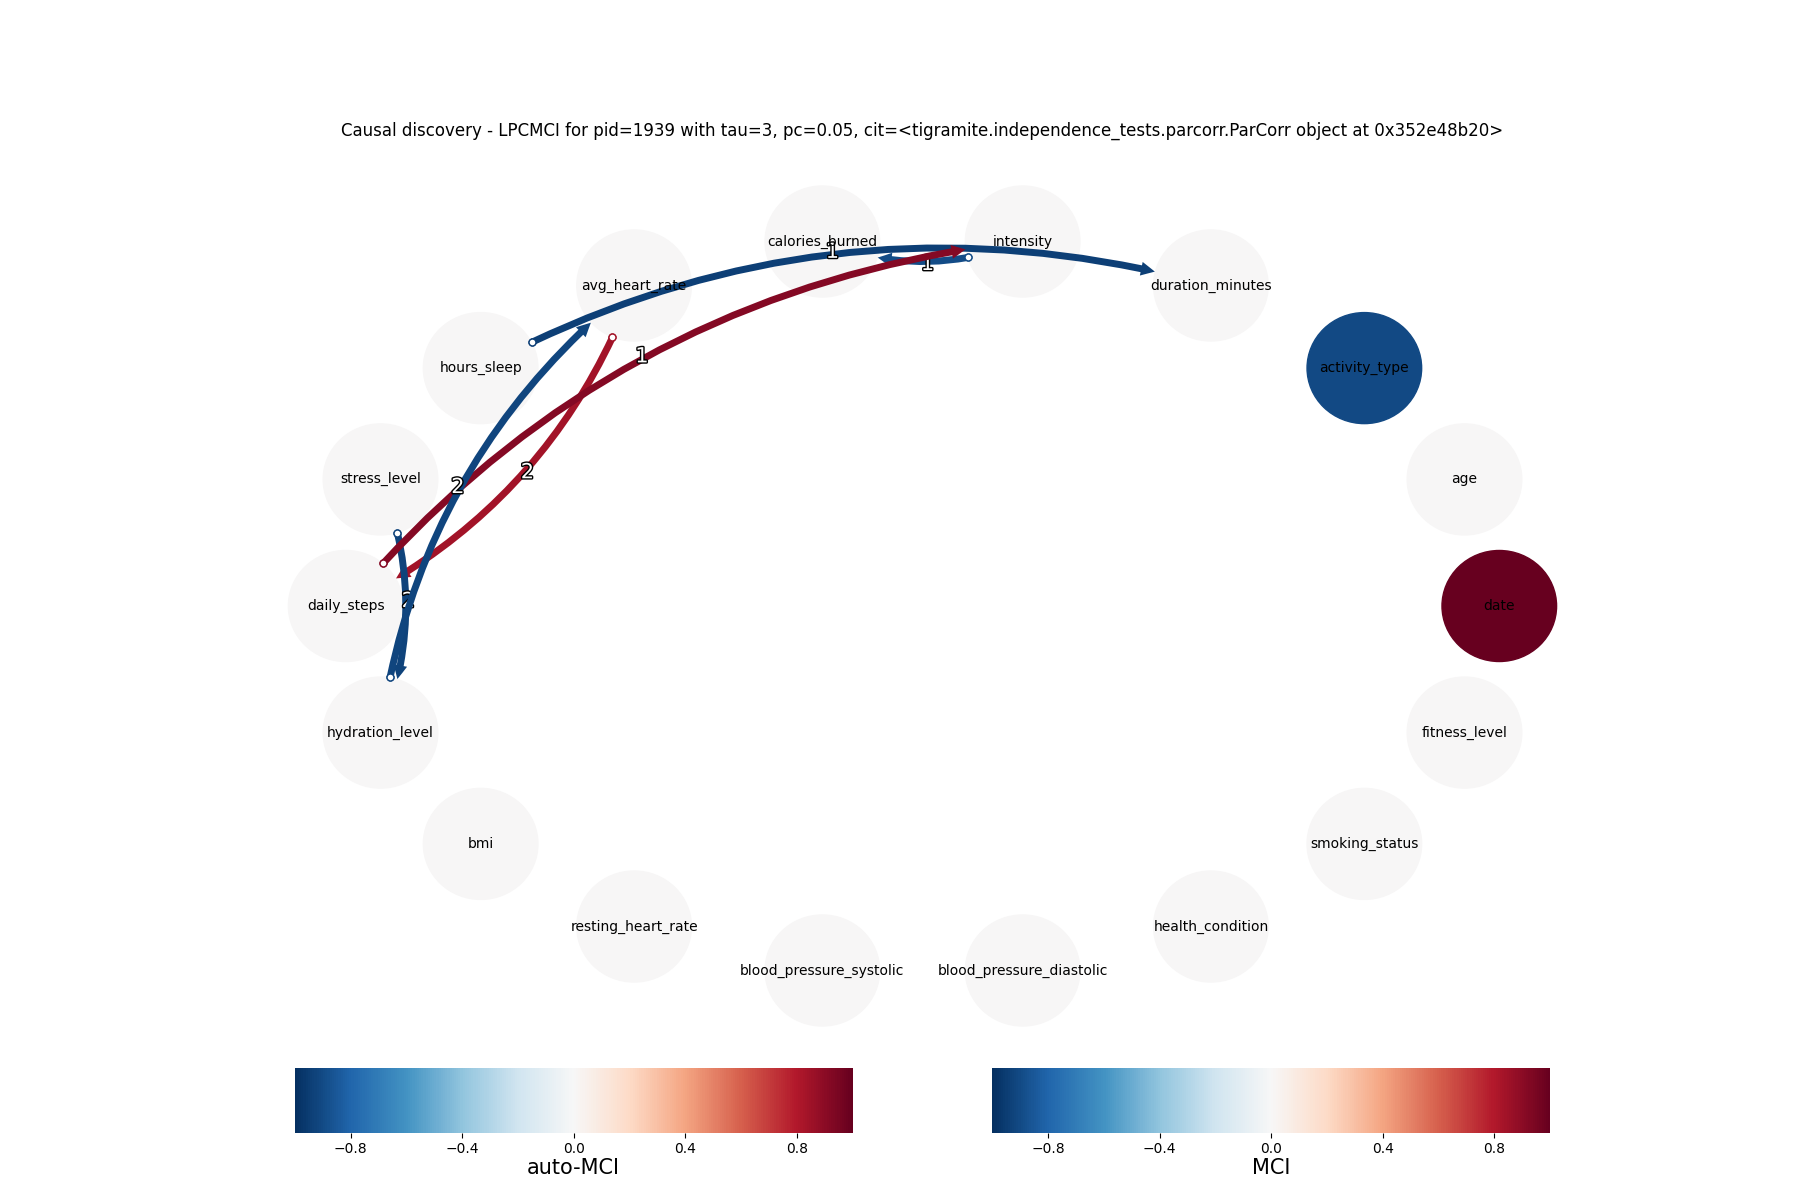 Causal discovery - LPCMCI for pid=1939 with tau=3, pc=0.05, cit=<tigramite.independence_tests.parcorr.ParCorr object at 0x352e48b20>
calories_burned
intensity
1
1
avg_heart_rate
duration_minutes
1
hours_sleep
activity_type
2
2
stress_level
age
2
daily_steps
date
hydration_level
fitness_level
bmi
smoking_status
resting_heart_rate
health_condition
blood_pressure_systolic
blood_pressure_diastolic
−0.8 −0.4 0.0 0.4 0.8
auto-MCI
−0.8 −0.4 0.0 0.4 0.8
MCI